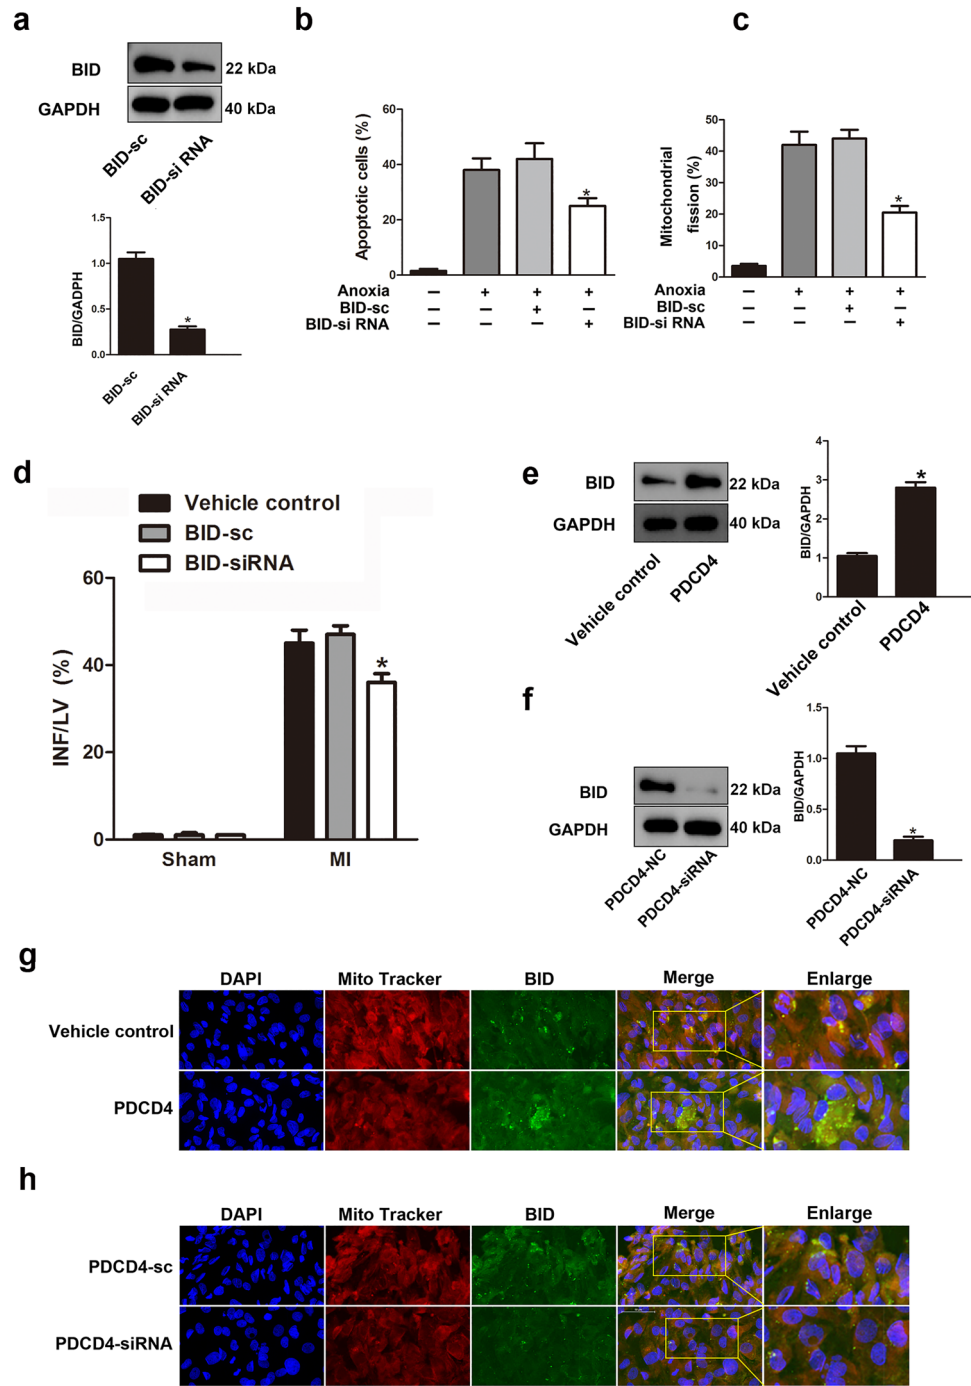 a
BID
22 kDa
GAPDH
40 kDa
BID-sc
BID-si RNA
BID/GADPH
1.5
1.0
0.5
0.0
*
BID-sc
BID-si RNA
b
Apoptotic cells (%)
60
40
20
0
*
Anoxia − + + +
BID-sc − − + −
BID-si RNA − − − +
c
Mitochondrial
fission (%)
50
40
30
20
10
0
*
Anoxia − + + +
BID-sc − − + −
BID-si RNA − − − +
d
Vehicle control
BID-sc
BID-siRNA
INF/LV (%)
60
40
20
0
*
Sham
MI
e
BID
22 kDa
GAPDH
40 kDa
Vehicle control
PDCD4
BID/GAPDH
4
3
2
1
0
*
Vehicle control
PDCD4
f
BID
22 kDa
GAPDH
40 kDa
PDCD4-NC
PDCD4-siRNA
BID/GAPDH
1.5
1.0
0.5
0.0
*
PDCD4-NC
PDCD4-siRNA
g
DAPI Mito Tracker BID Merge Enlarge
Vehicle control
PDCD4
h
DAPI Mito Tracker BID Merge Enlarge
PDCD4-sc
PDCD4-siRNA